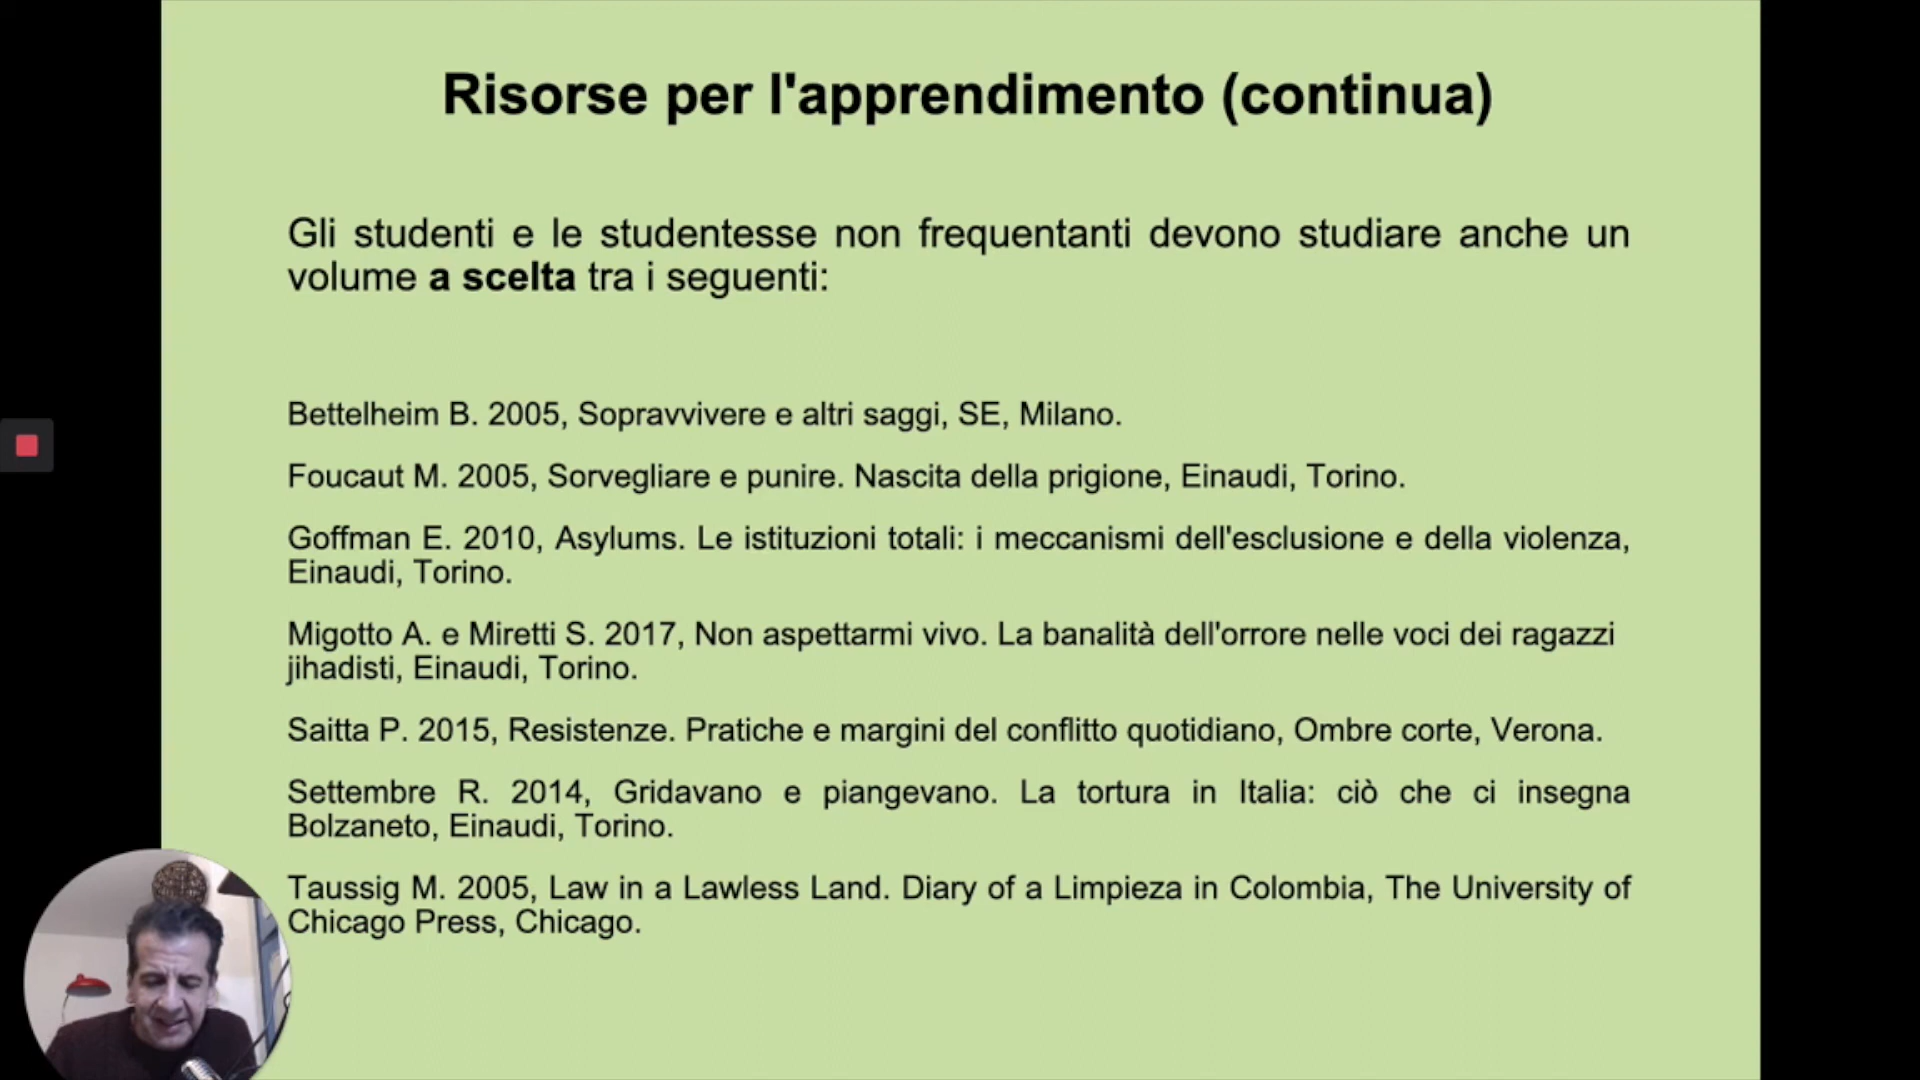 Risorse per l'apprendimento (continua)
Gli studenti e le studentesse non frequentanti devono studiare anche un
volume a scelta tra i seguenti:
Bettelheim B. 2005, Sopravvivere e altri saggi, SE, Milano.
Foucaut M. 2005, Sorvegliare e punire. Nascita della prigione, Einaudi, Torino.
Goffman E. 2010, Asylums. Le istituzioni totali: i meccanismi dell'esclusione e della violenza,
Einaudi, Torino.
Migotto A. e Miretti S. 2017, Non aspettarmi vivo. La banalità dell'orrore nelle voci dei ragazzi
jihadisti, Einaudi, Torino.
Saitta P. 2015, Resistenze. Pratiche e margini del conflitto quotidiano, Ombre corte, Verona.
Settembre R. 2014, Gridavano e piangevano. La tortura in Italia: ciò che ci insegna
Bolzaneto, Einaudi, Torino.
Taussig M. 2005, Law in a Lawless Land. Diary of a Limpieza in Colombia, The University of
Chicago Press, Chicago.